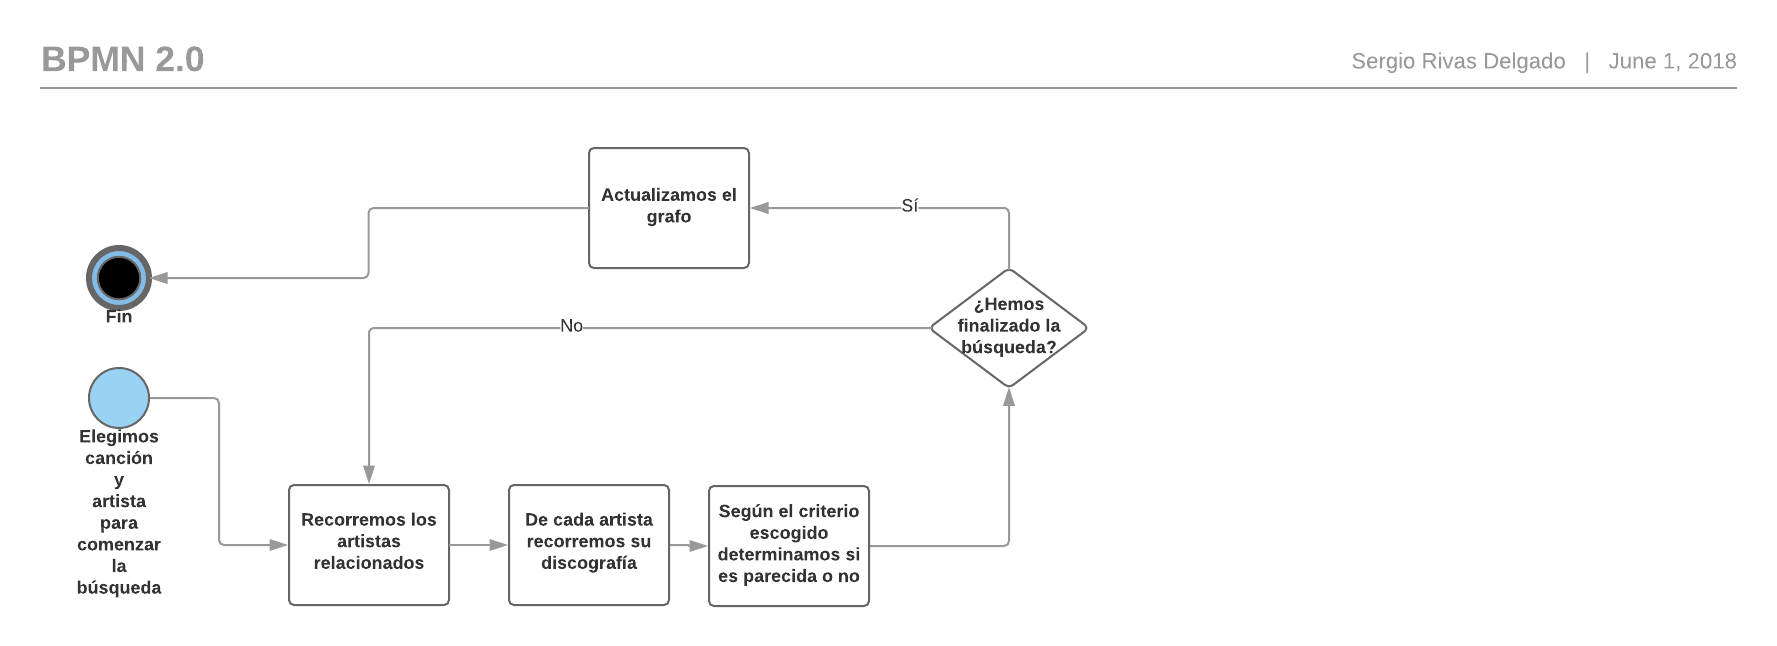 BPMN 2.0
Sergio Rivas Delgado | June 1, 2018
Actualizamos el
grafo
Sí
Fin
¿Hemos
finalizado la
búsqueda?
No
Elegimos
canción
y
artista
para
comenzar
la
búsqueda
Recorremos los
artistas
relacionados
De cada artista
recorremos su
discografía
Según el criterio
escogido
determinamos si
es parecida o no